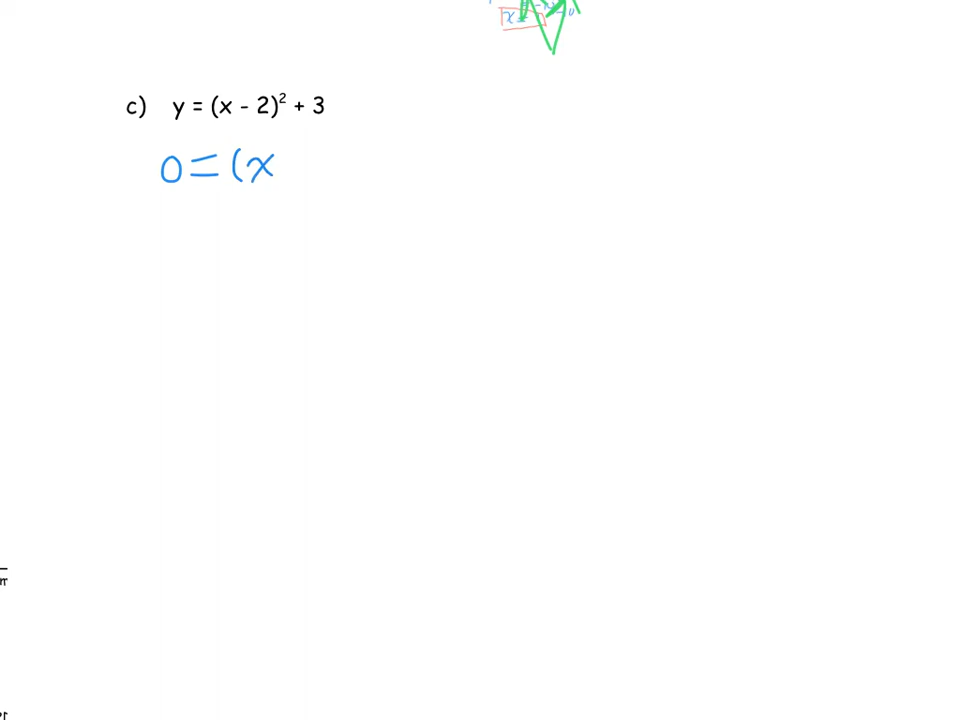 x =
c) y = (x - 2)² + 3
0 = (x